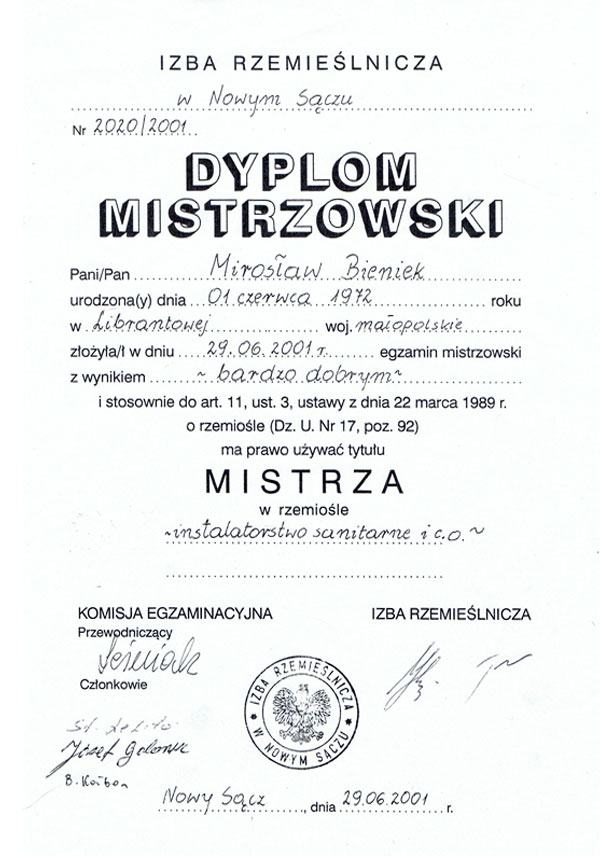 IZBA RZEMIEŚLNICZA
w Nowym Sączu
Nr 2020/2001
DYPLOM
MISTRZOWSKI
Pani/Pan Mirosław Bieniek
urodzona(y) dnia 01 czerwca 1972 roku
w Librantowej woj. małopolskie
złożyła/ł w dniu 29.06.2001 r. egzamin mistrzowski
z wynikiem ~ bardzo dobrym ~
i stosownie do art. 11, ust. 3, ustawy z dnia 22 marca 1989 r.
o rzemiośle (Dz. U. Nr 17, poz. 92)
ma prawo używać tytułu
MISTRZA
w rzemiośle
~ instalatorstwo sanitarne i c.o. ~
KOMISJA EGZAMINACYJNA IZBA RZEMIEŚLNICZA
Przewodniczący
Członkowie
IZBA RZEMIEŚLNICZA
W NOWYM SĄCZU
Józef
B.
Nowy Sącz, dnia 29.06.2001 r.